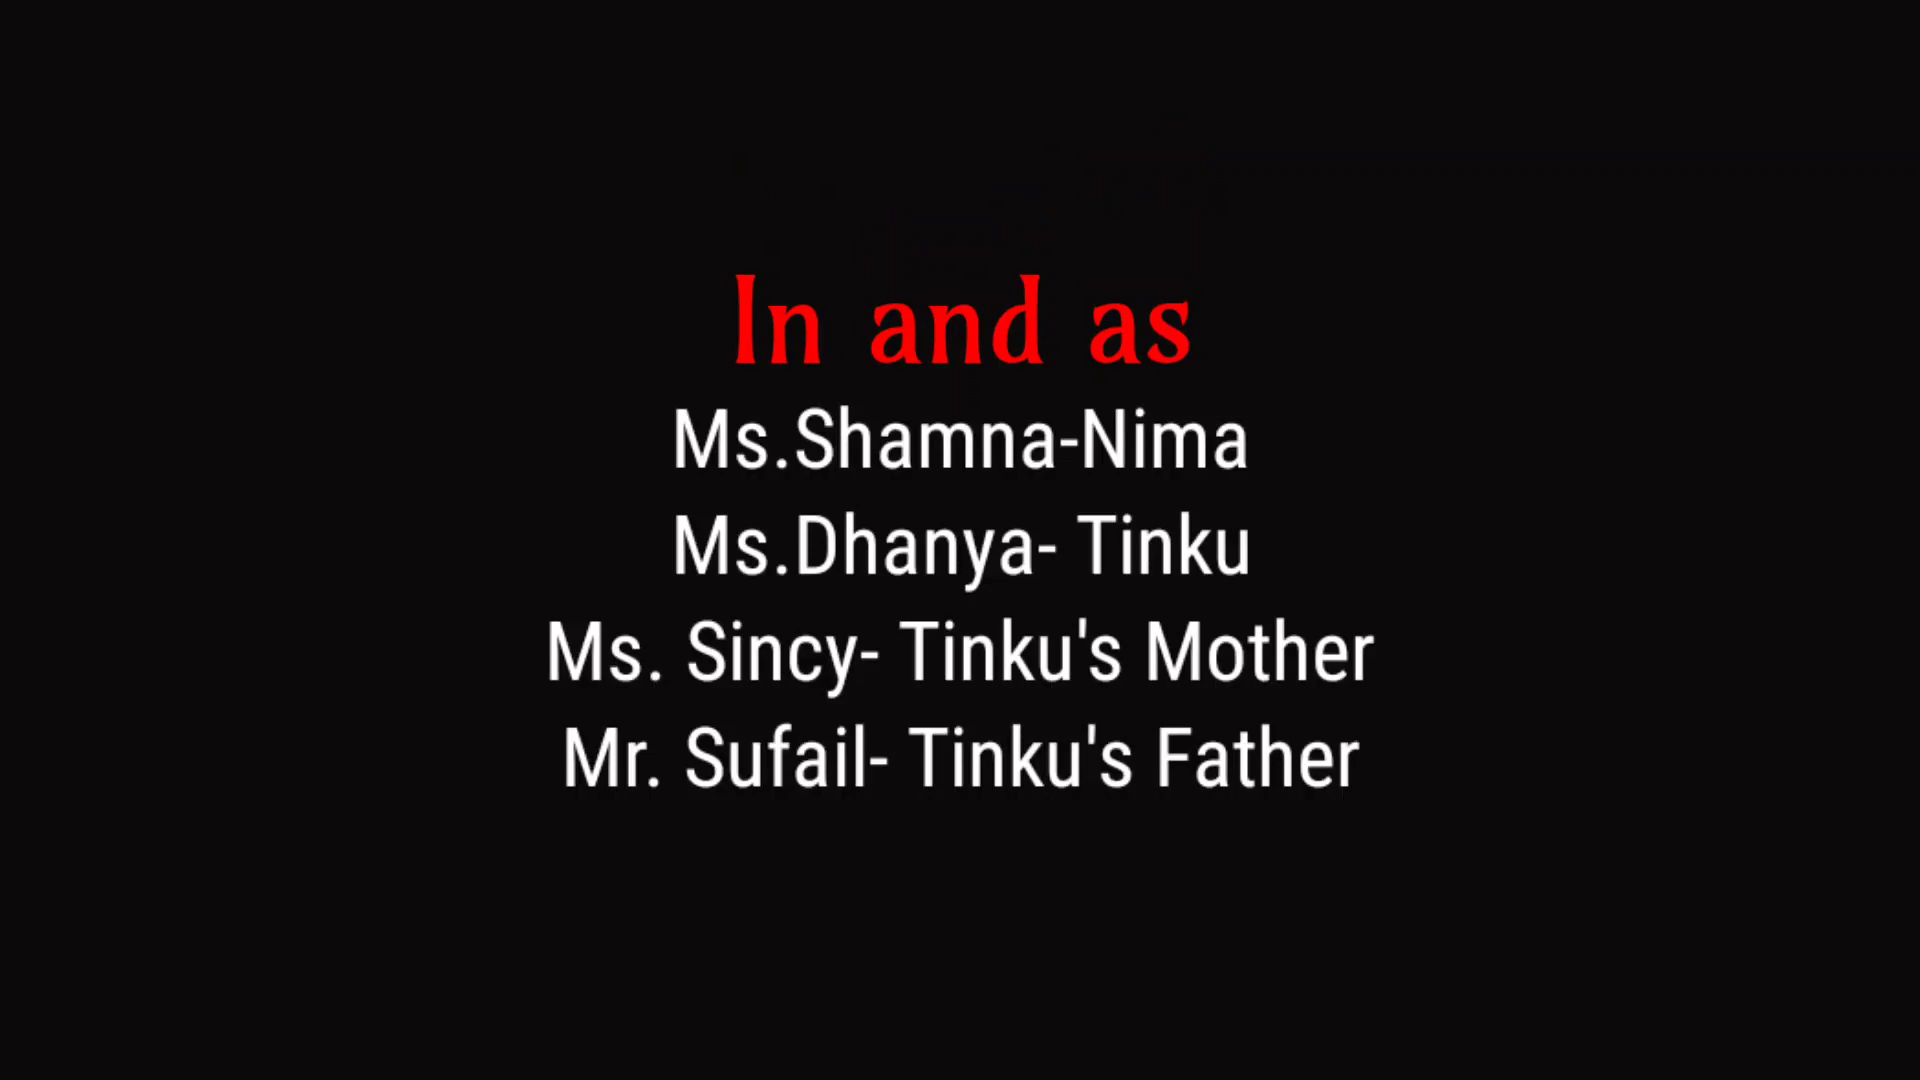 In and as
Ms.Shamna-Nima
Ms.Dhanya- Tinku
Ms. Sincy- Tinku's Mother
Mr. Sufail- Tinku's Father